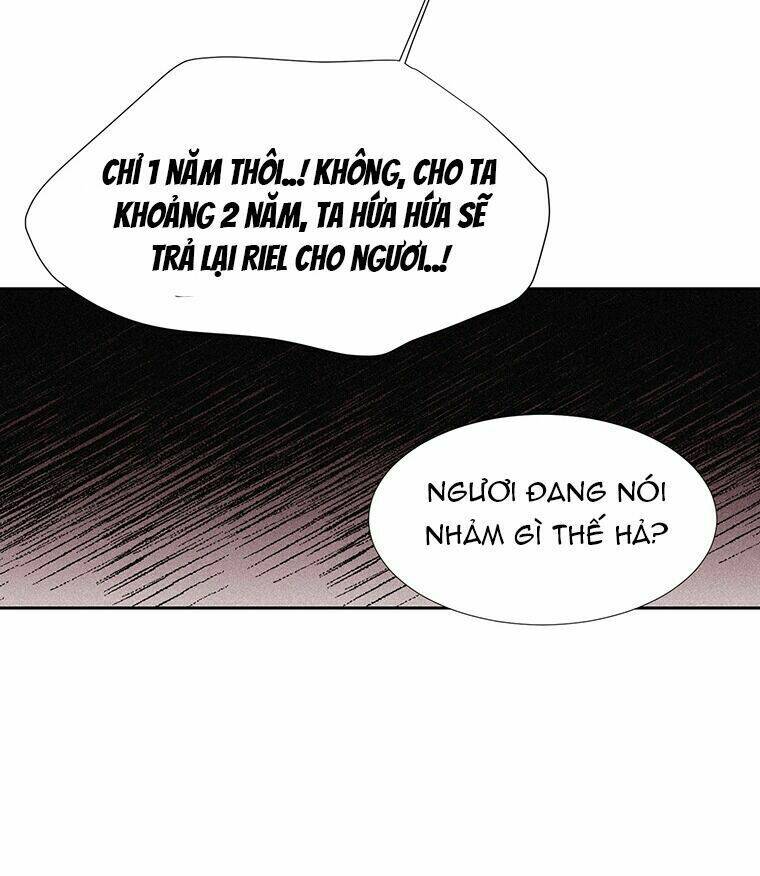 CHỈ 1 NĂM THÔI..! KHÔNG, CHO TA
KHOẢNG 2 NĂM, TA HỨA HỨA SẼ
TRẢ LẠI RIEL CHO NGƯƠI..!
NGƯƠI ĐANG NÓI
NHẢM GÌ THẾ HẢ?